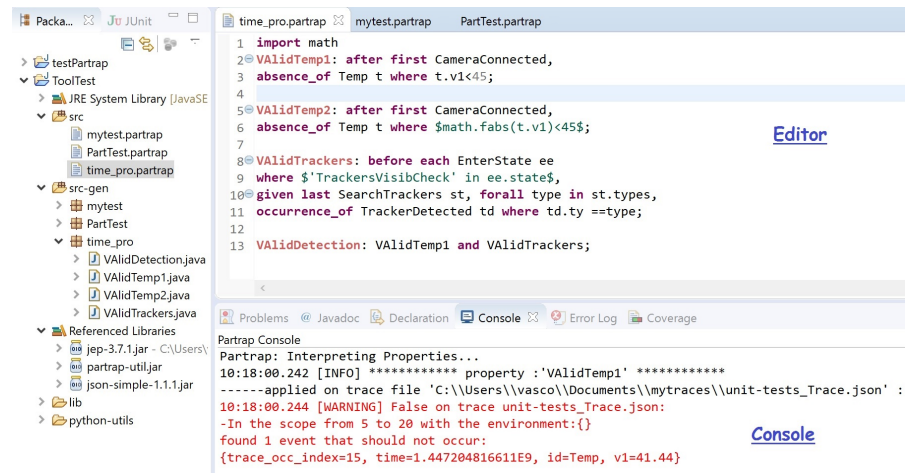 Packa...
JUnit
testPartrap
ToolTest
JRE System Library [JavaSE
src
mytest.partrap
PartTest.partrap
time_pro.partrap
src-gen
mytest
PartTest
time_pro
VAlidDetection.java
VAlidTemp1.java
VAlidTemp2.java
VAlidTrackers.java
Referenced Libraries
jep-3.7.1.jar - C:\Users\
partrap-util.jar
json-simple-1.1.1.jar
lib
python-utils
time_pro.partrap mytest.partrap PartTest.partrap
1 import math
2 VAlidTemp1: after first CameraConnected,
3 absence_of Temp t where t.v1<45;
4
5 VAlidTemp2: after first CameraConnected,
6 absence_of Temp t where $math.fabs(t.v1)<45$;
7
8 VAlidTrackers: before each EnterState ee
9 where $'TrackersVisibCheck' in ee.state$,
10 given last SearchTrackers st, forall type in st.types,
11 occurrence_of TrackerDetected td where td.ty ==type;
12
13 VAlidDetection: VAlidTemp1 and VAlidTrackers;
Editor
Problems @ Javadoc Declaration Console Error Log Coverage
Partrap Console
Partrap: Interpreting Properties...
10:18:00.242 [INFO] ************ property :'VAlidTemp1' ************
------applied on trace file 'C:\\Users\\vasco\\Documents\\mytraces\\unit-tests_Trace.json' :
10:18:00.244 [WARNING] False on trace unit-tests_Trace.json:
-In the scope from 5 to 20 with the environment:{}
found 1 event that should not occur:
{trace_occ_index=15, time=1.447204816611E9, id=Temp, v1=41.44}
Console